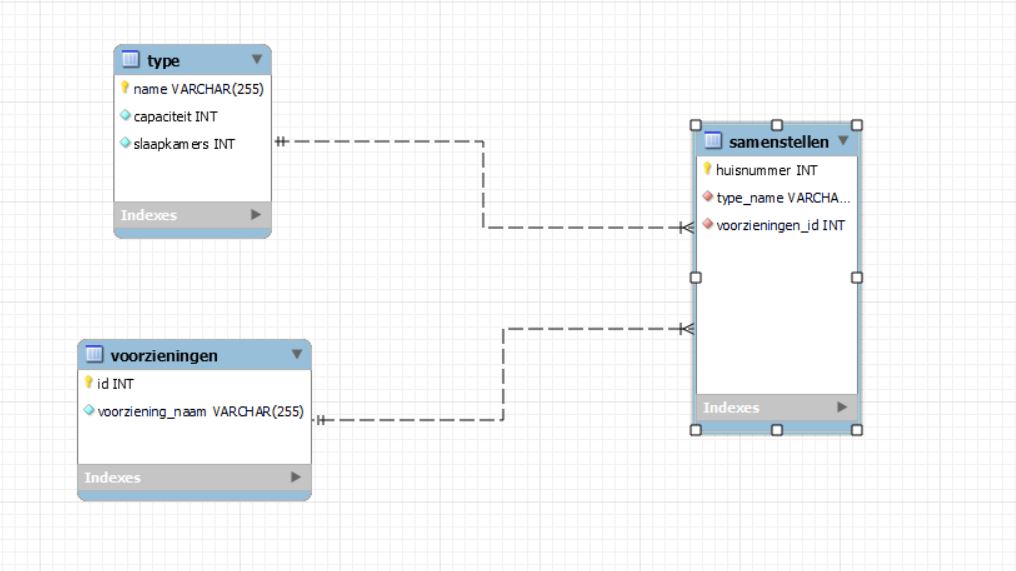 type
name VARCHAR(255)
capaciteit INT
slaapkamers INT
Indexes
samenstellen
huisnummer INT
type_name VARCHA...
voorzieningen_id INT
Indexes
voorzieningen
id INT
voorziening_naam VARCHAR(255)
Indexes